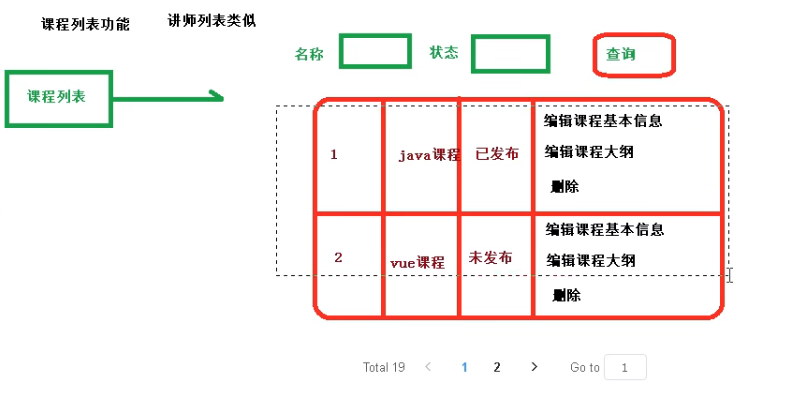 课程列表功能 讲师列表类似
名称 状态 查询
课程列表
1 java课程 已发布 编辑课程基本信息
编辑课程大纲
删除
2 vue课程 未发布 编辑课程基本信息
编辑课程大纲
删除
Total 19 < 1 2 > Go to 1